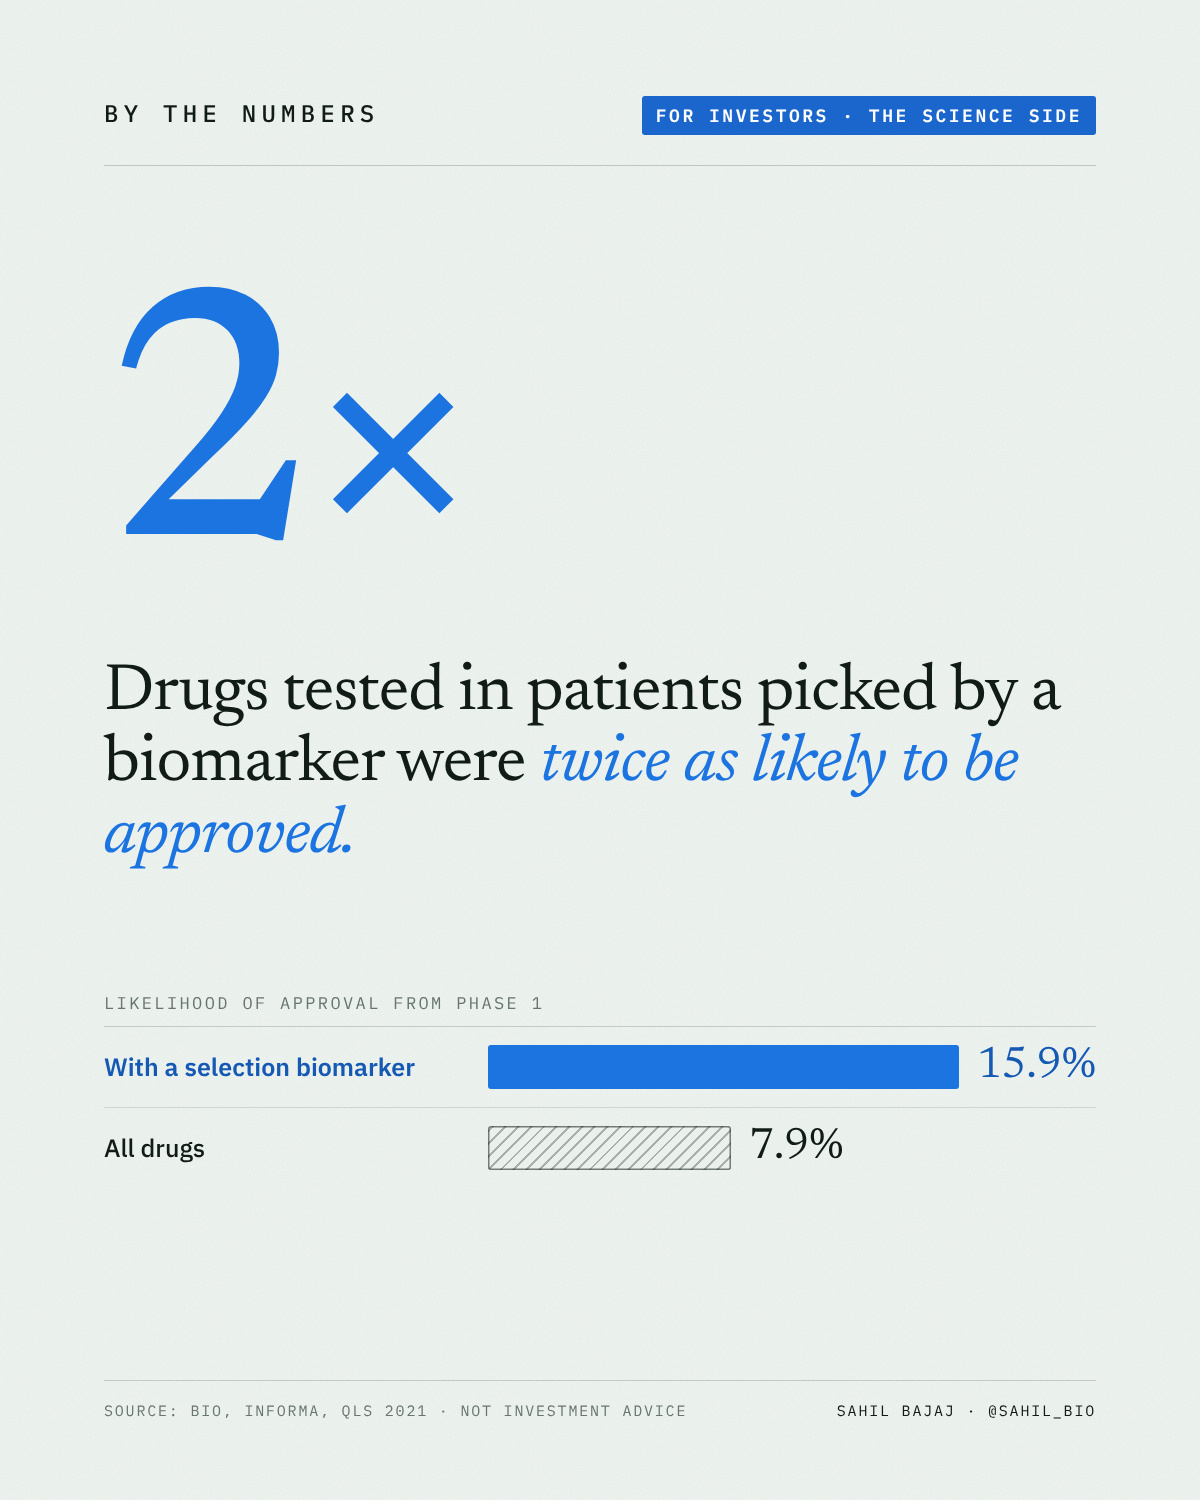 BY THE NUMBERS
FOR INVESTORS · THE SCIENCE SIDE
2×
Drugs tested in patients picked by a
biomarker were twice as likely to be
approved.
LIKELIHOOD OF APPROVAL FROM PHASE 1
With a selection biomarker 15.9%
All drugs 7.9%
SOURCE: BIO, INFORMA, QLS 2021 · NOT INVESTMENT ADVICE
SAHIL BAJAJ · @SAHIL_BIO